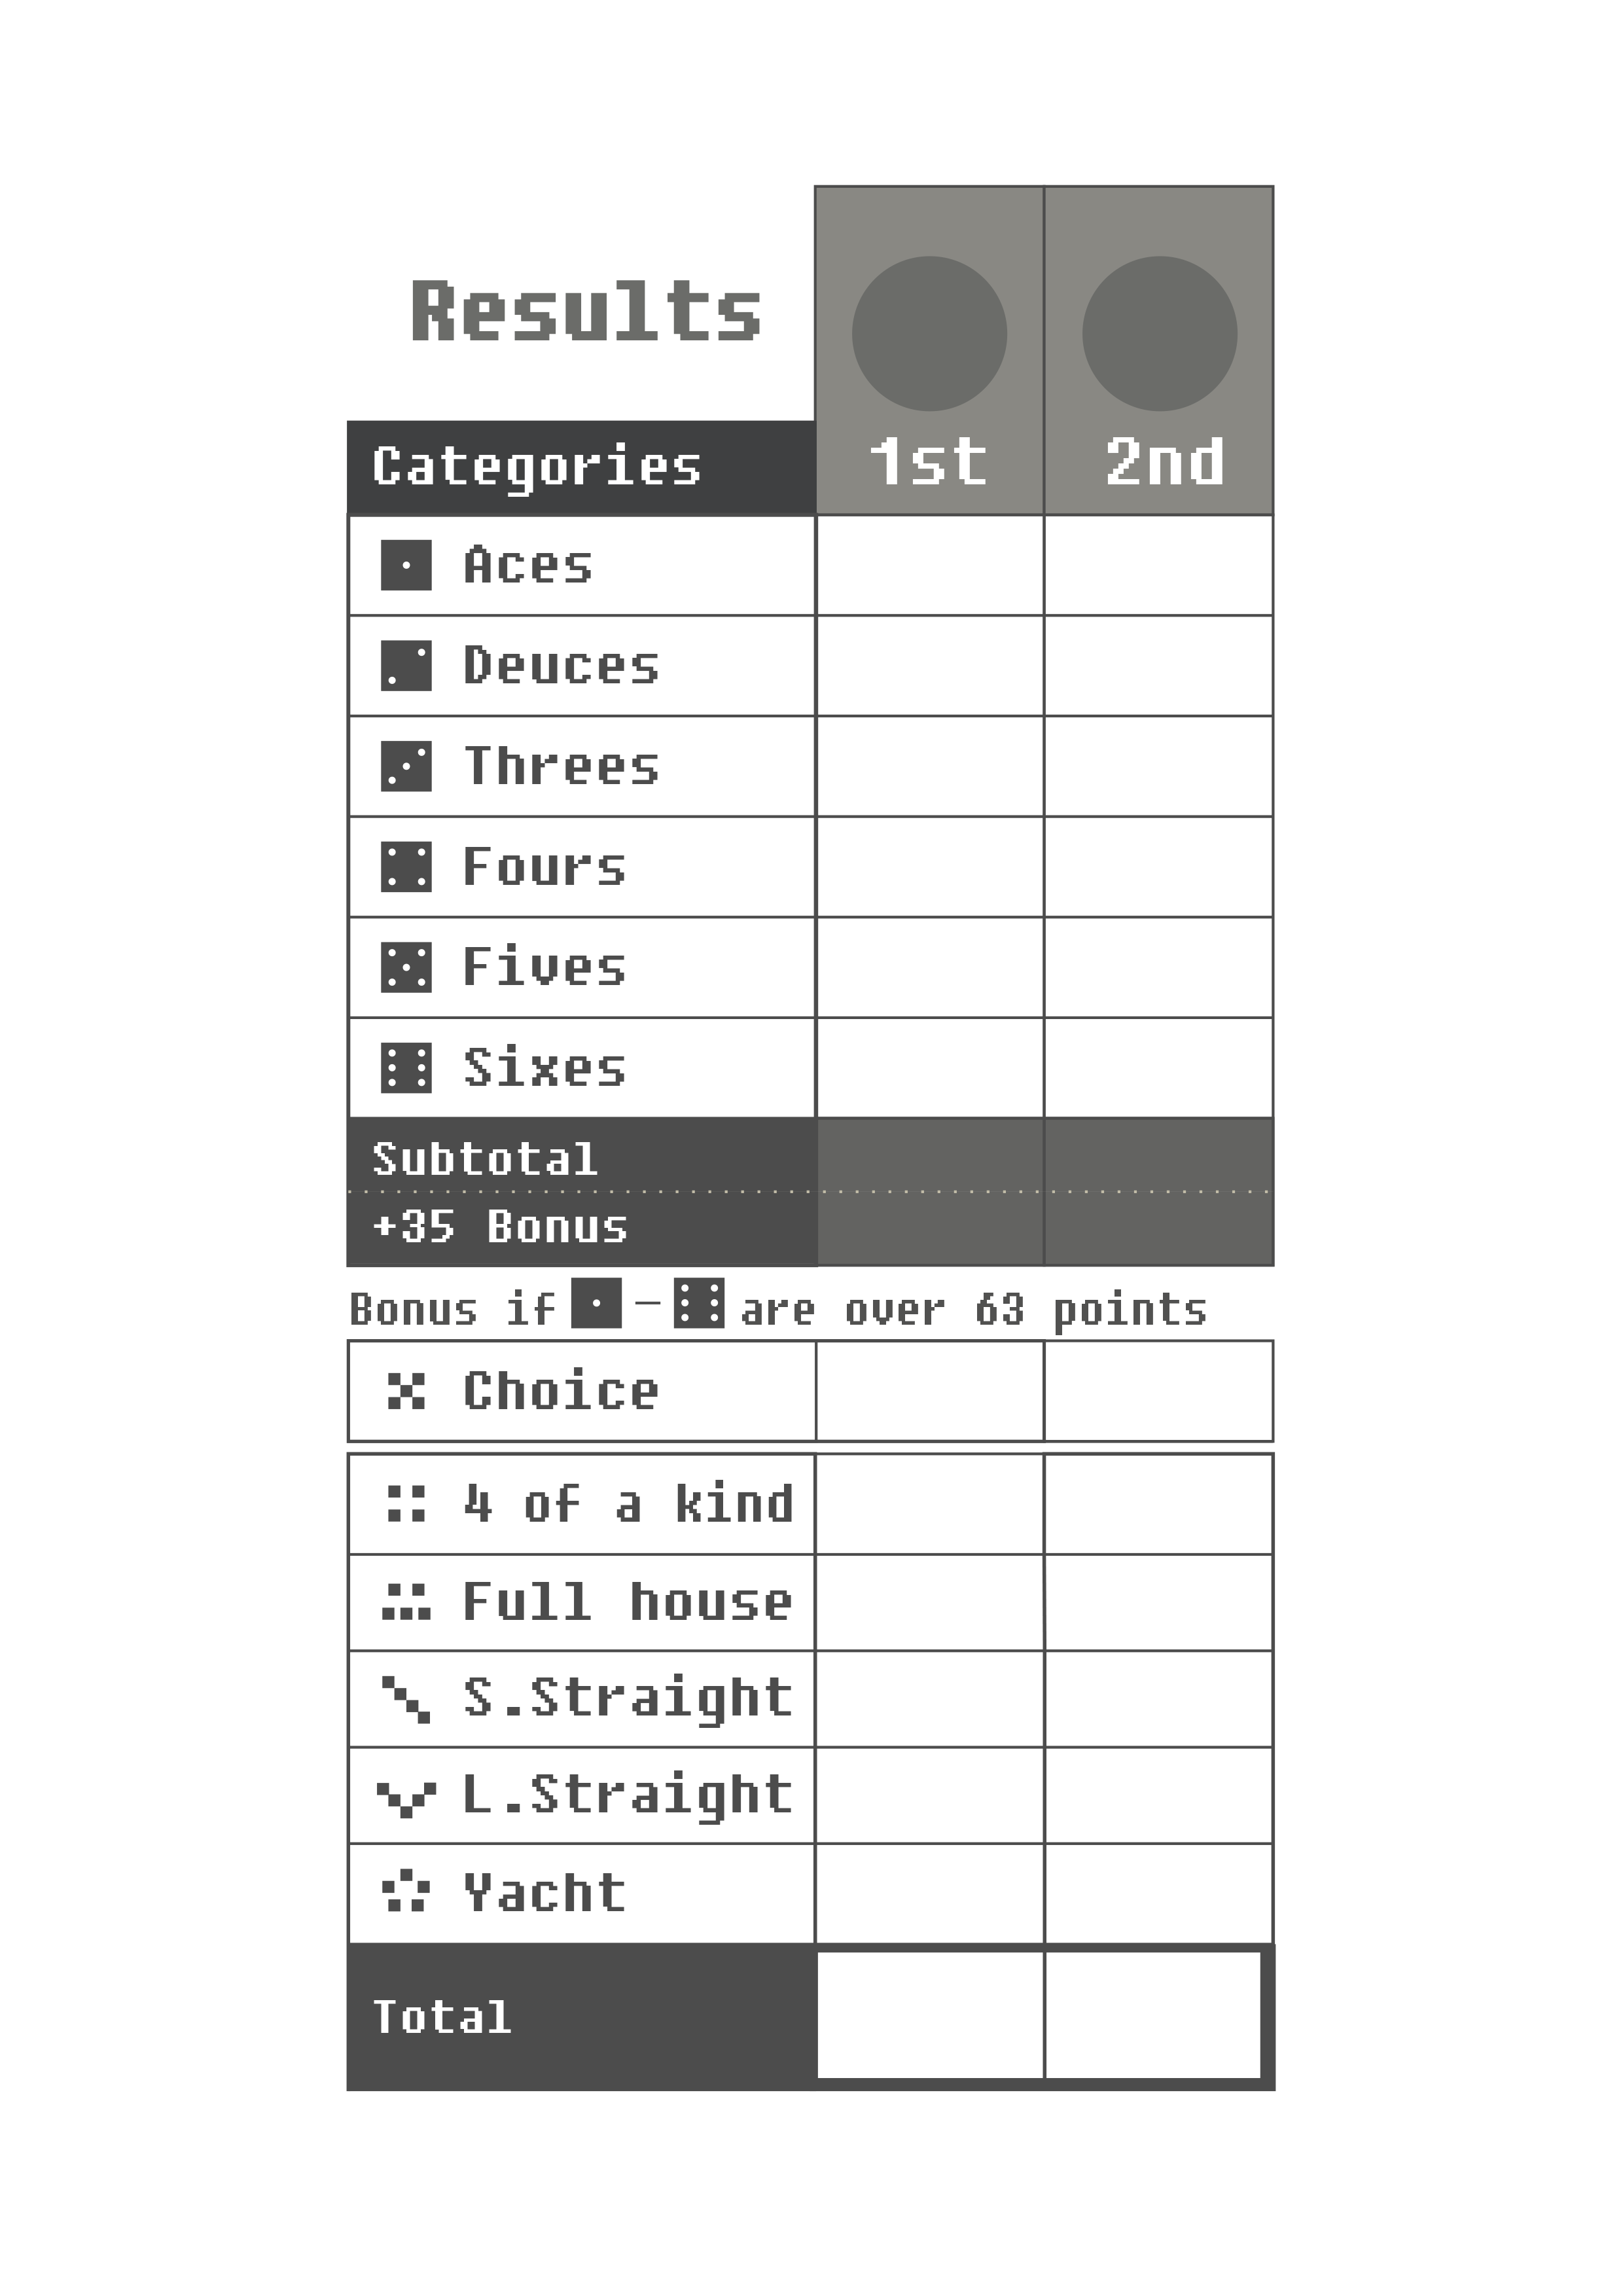 Results
Categories 1st 2nd
Aces
Deuces
Threes
Fours
Fives
Sixes
Subtotal
+35 Bonus
Bonus if — are over 63 points
Choice
4 of a kind
Full house
S.Straight
L.Straight
Yacht
Total